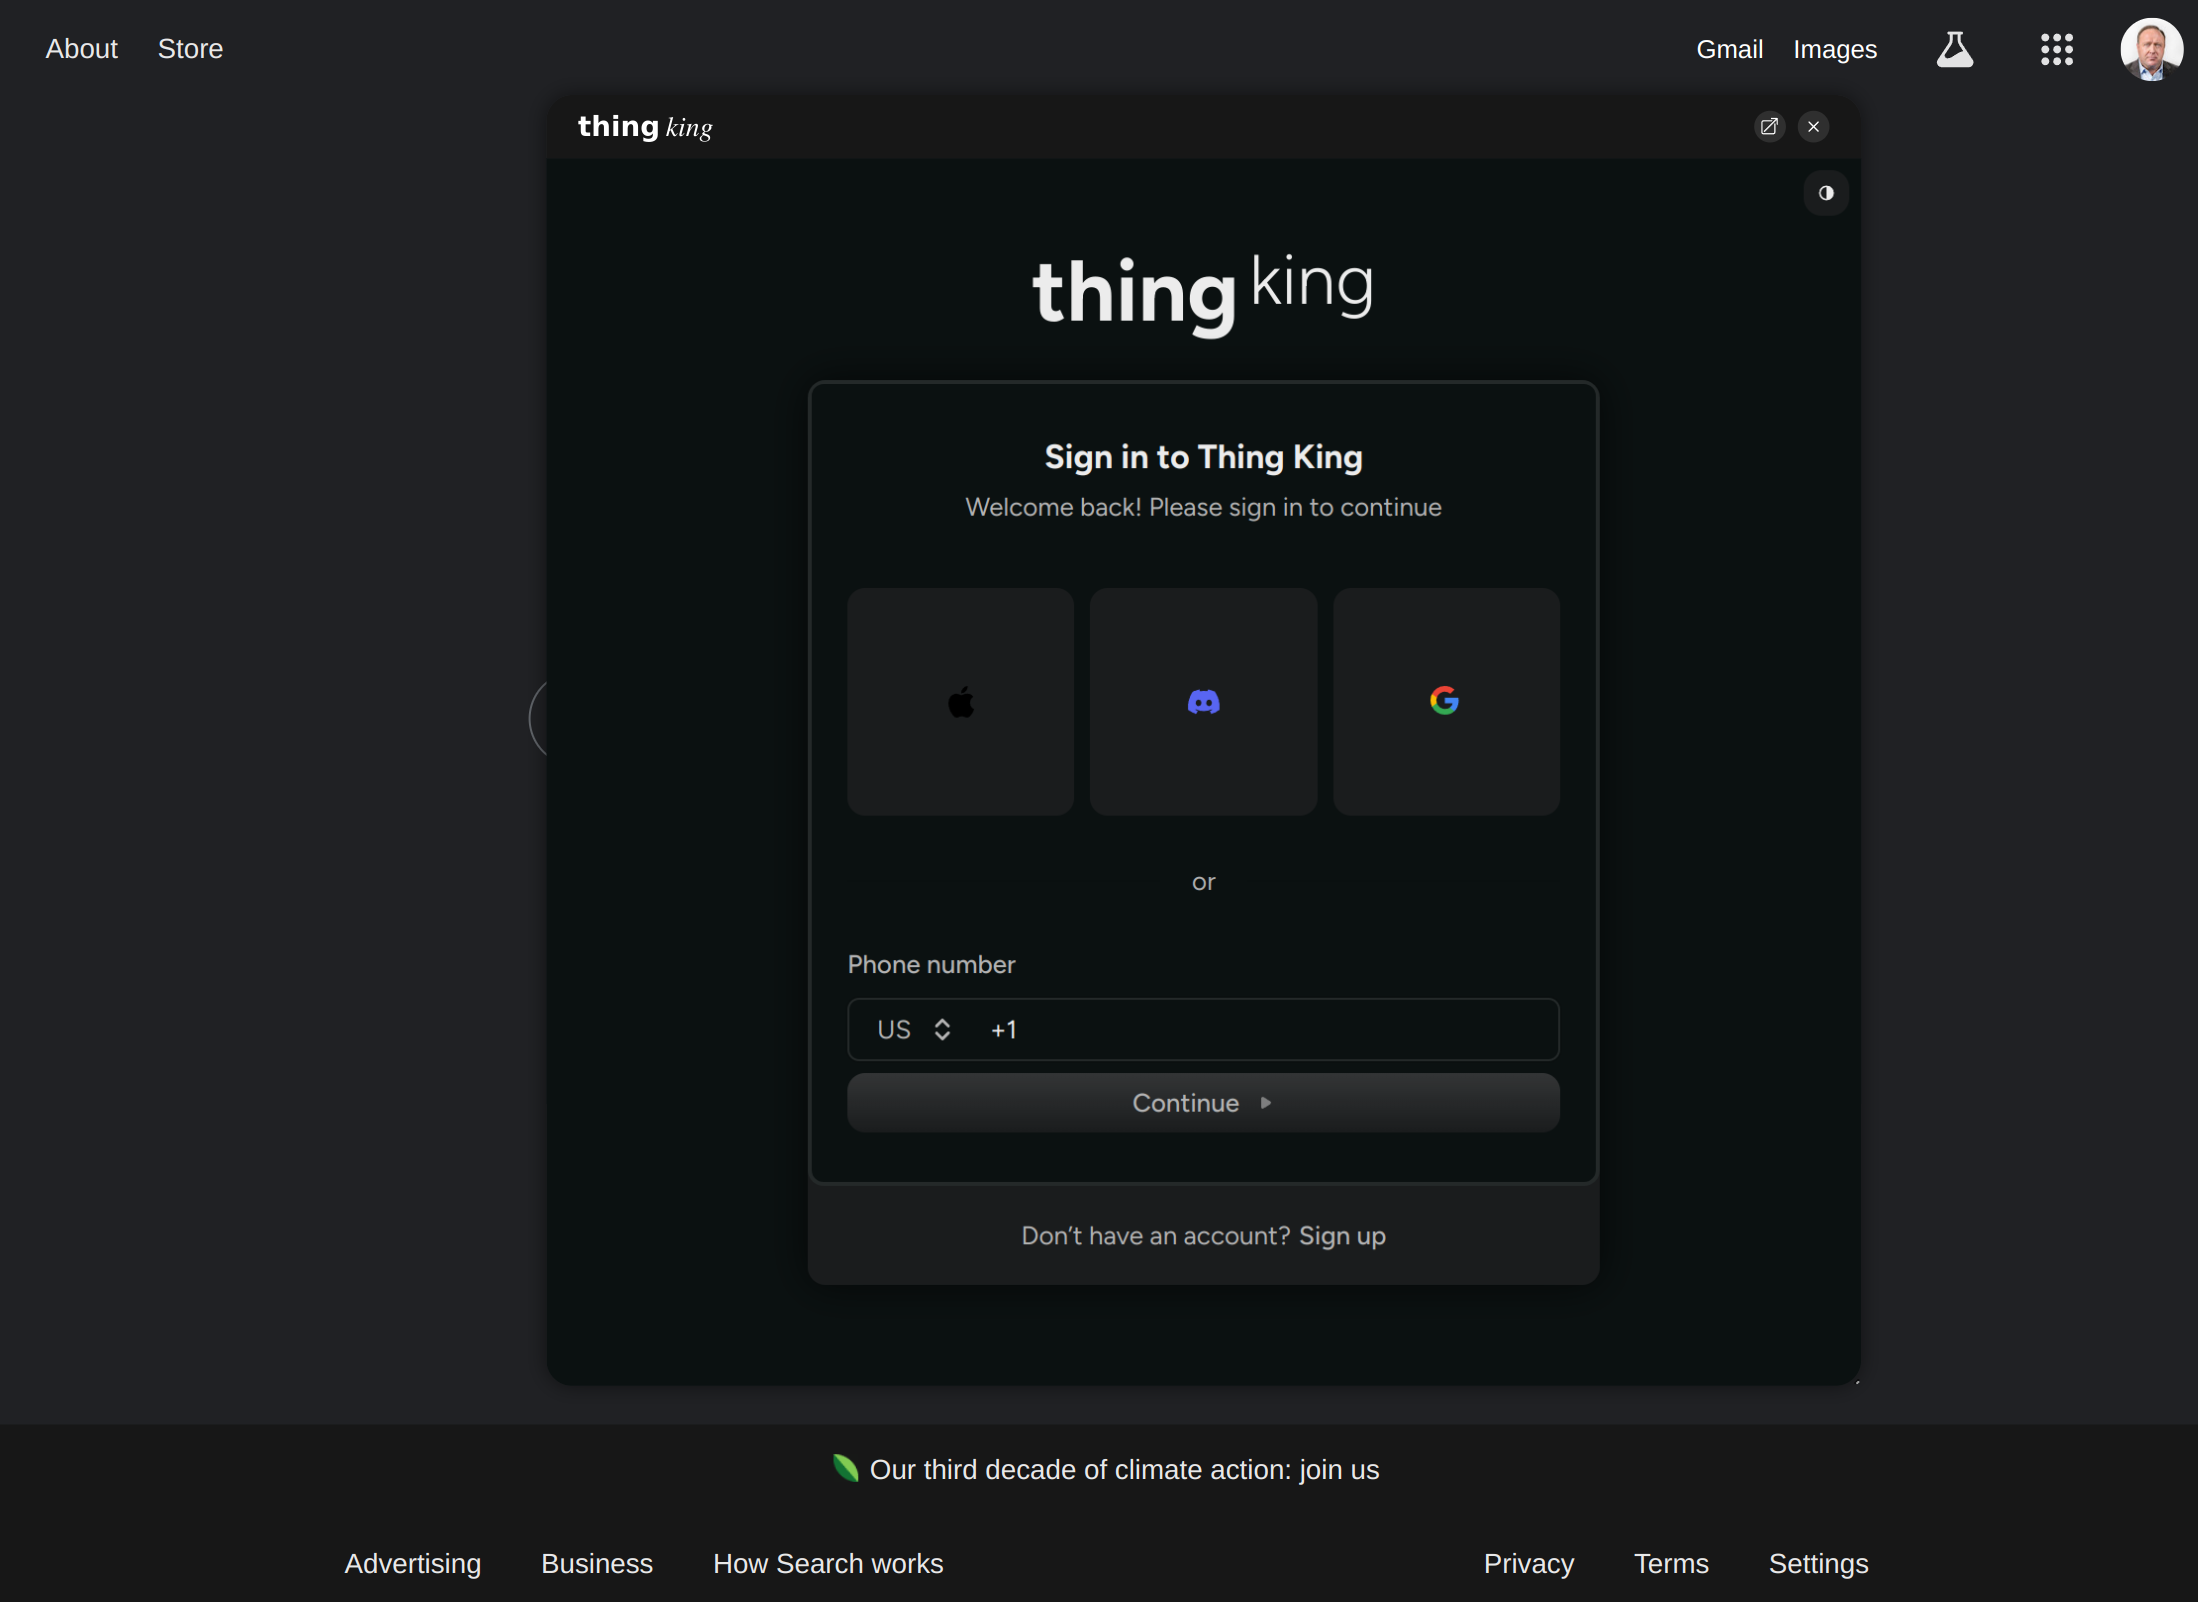 About Store Gmail Images
thing king
thing king
Sign in to Thing King
Welcome back! Please sign in to continue
or
Phone number
US +1
Continue
Don’t have an account? Sign up
Our third decade of climate action: join us
Advertising Business How Search works Privacy Terms Settings